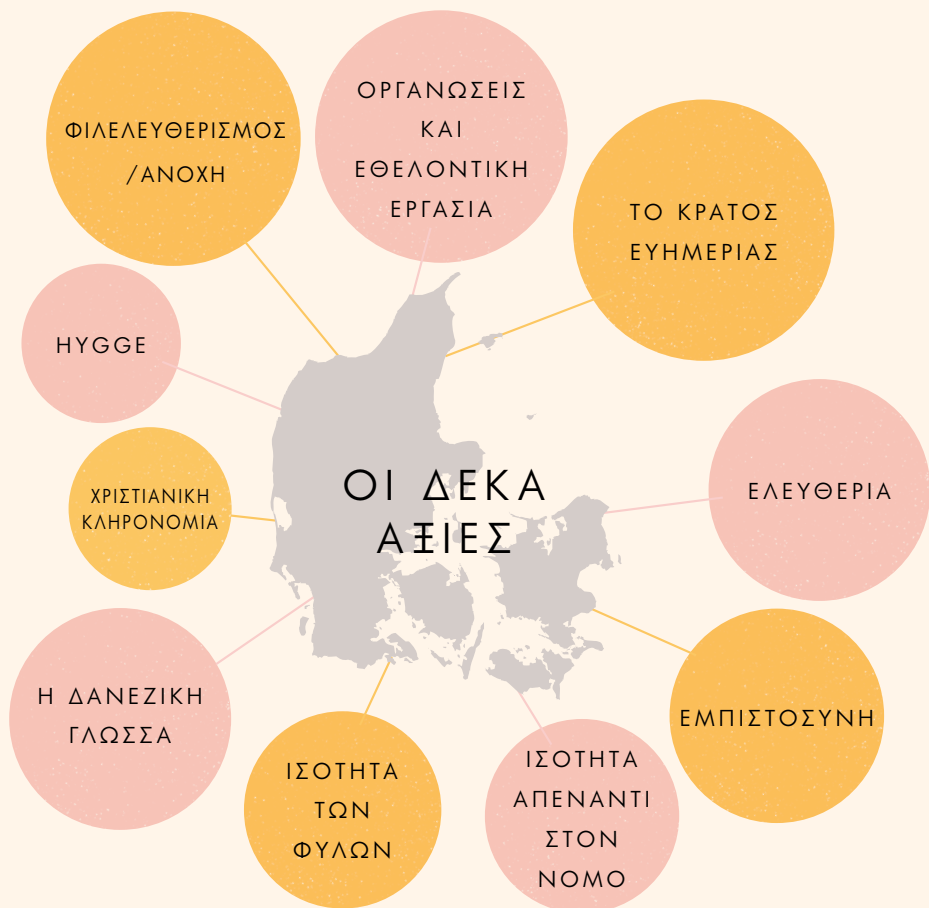 ΟΡΓΑΝΩΣΕΙΣ
ΚΑΙ
ΕΘΕΛΟΝΤΙΚΗ
ΕΡΓΑΣΙΑ
ΦΙΛΕΛΕΥΘΕΡΙΣΜΟΣ
/ΑΝΟΧΗ
ΤΟ ΚΡΑΤΟΣ
ΕΥΗΜΕΡΙΑΣ
HYGGE
ΧΡΙΣΤΙΑΝΙΚΗ
ΚΛΗΡΟΝΟΜΙΑ
ΟΙ ΔΕΚΑ
ΑΞΙΕΣ
ΕΛΕΥΘΕΡΙΑ
Η ΔΑΝΕΖΙΚΗ
ΓΛΩΣΣΑ
ΕΜΠΙΣΤΟΣΥΝΗ
ΙΣΟΤΗΤΑ
ΤΩΝ
ΦΥΛΩΝ
ΙΣΟΤΗΤΑ
ΑΠΕΝΑΝΤΙ
ΣΤΟΝ
ΝΟΜΟ